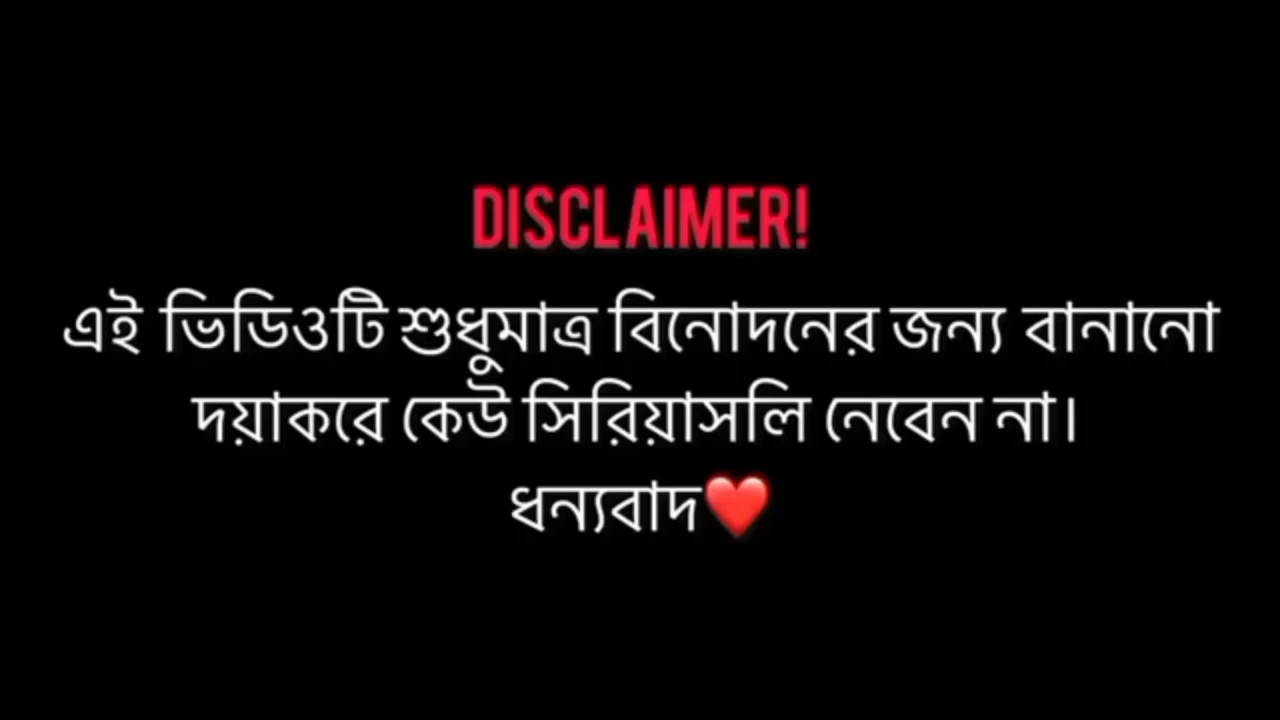 DISCLAIMER!
এই ভিডিওটি শুধুমাত্র বিনোদনের জন্য বানানো
দয়াকরে কেউ সিরিয়াসলি নেবেন না।
ধন্যবাদ❤️